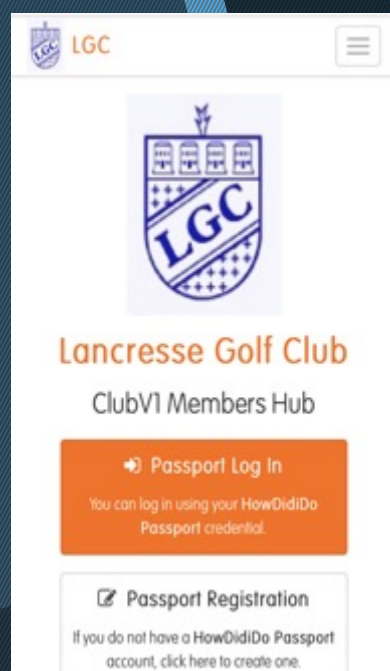 LGC
LGC
LGC
Lancresse Golf Club
ClubV1 Members Hub
Passport Log In
You can log in using your HowDidiDo
Passport credential.
Passport Registration
If you do not have a HowDidiDo Passport
account, click here to create one.